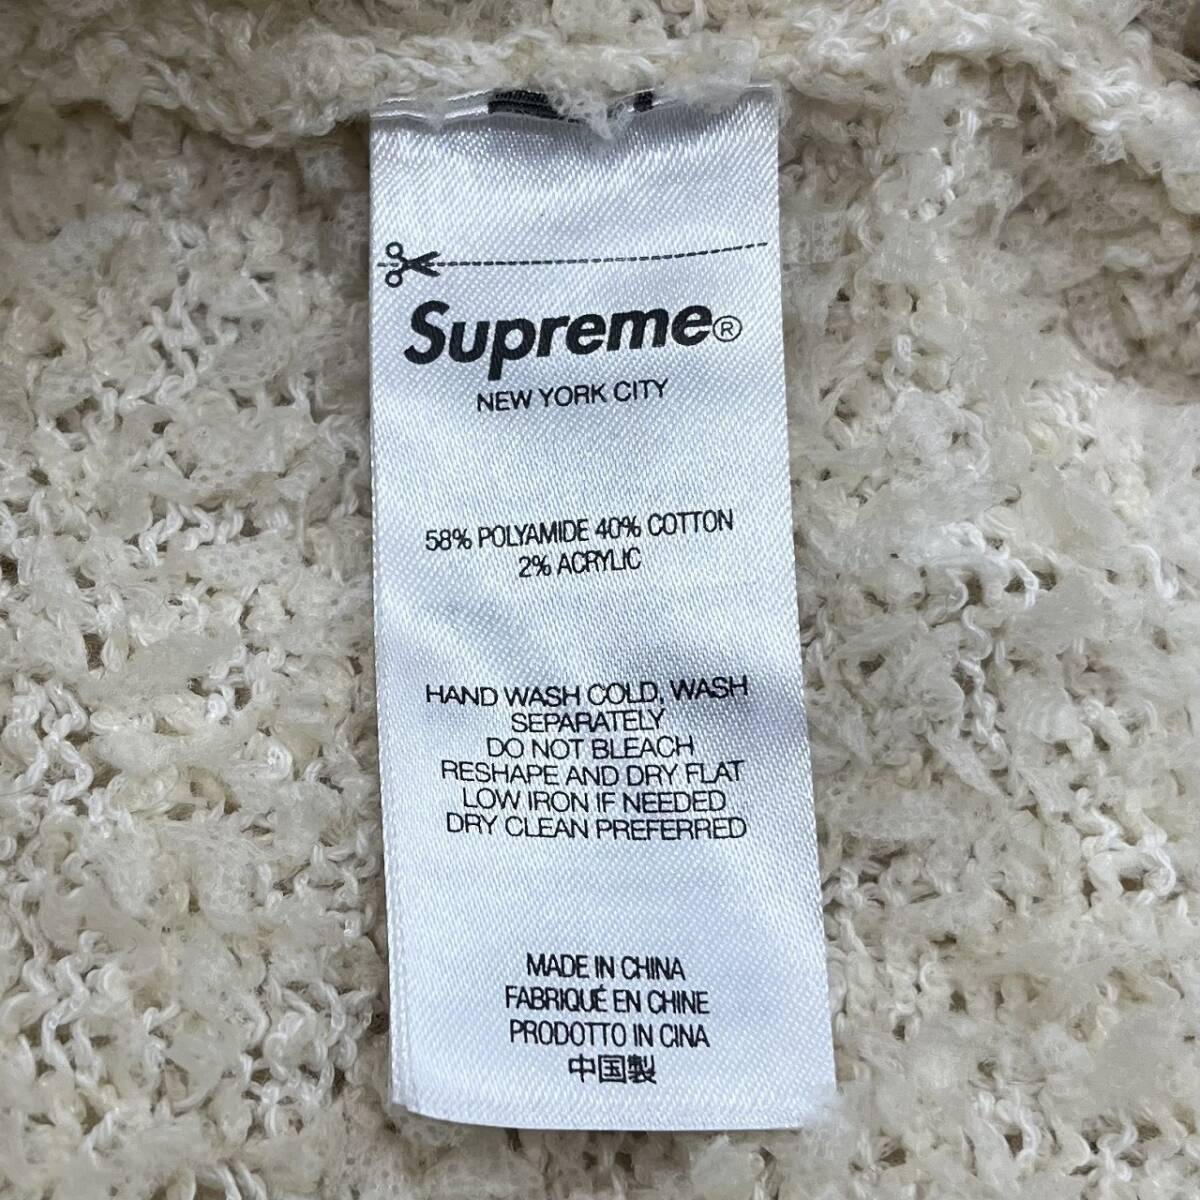 Supreme®
NEW YORK CITY
58% POLYAMIDE 40% COTTON
2% ACRYLIC
HAND WASH COLD, WASH
SEPARATELY
DO NOT BLEACH
RESHAPE AND DRY FLAT
LOW IRON IF NEEDED
DRY CLEAN PREFERRED
MADE IN CHINA
FABRIQUÉ EN CHINE
PRODOTTO IN CINA
中国製